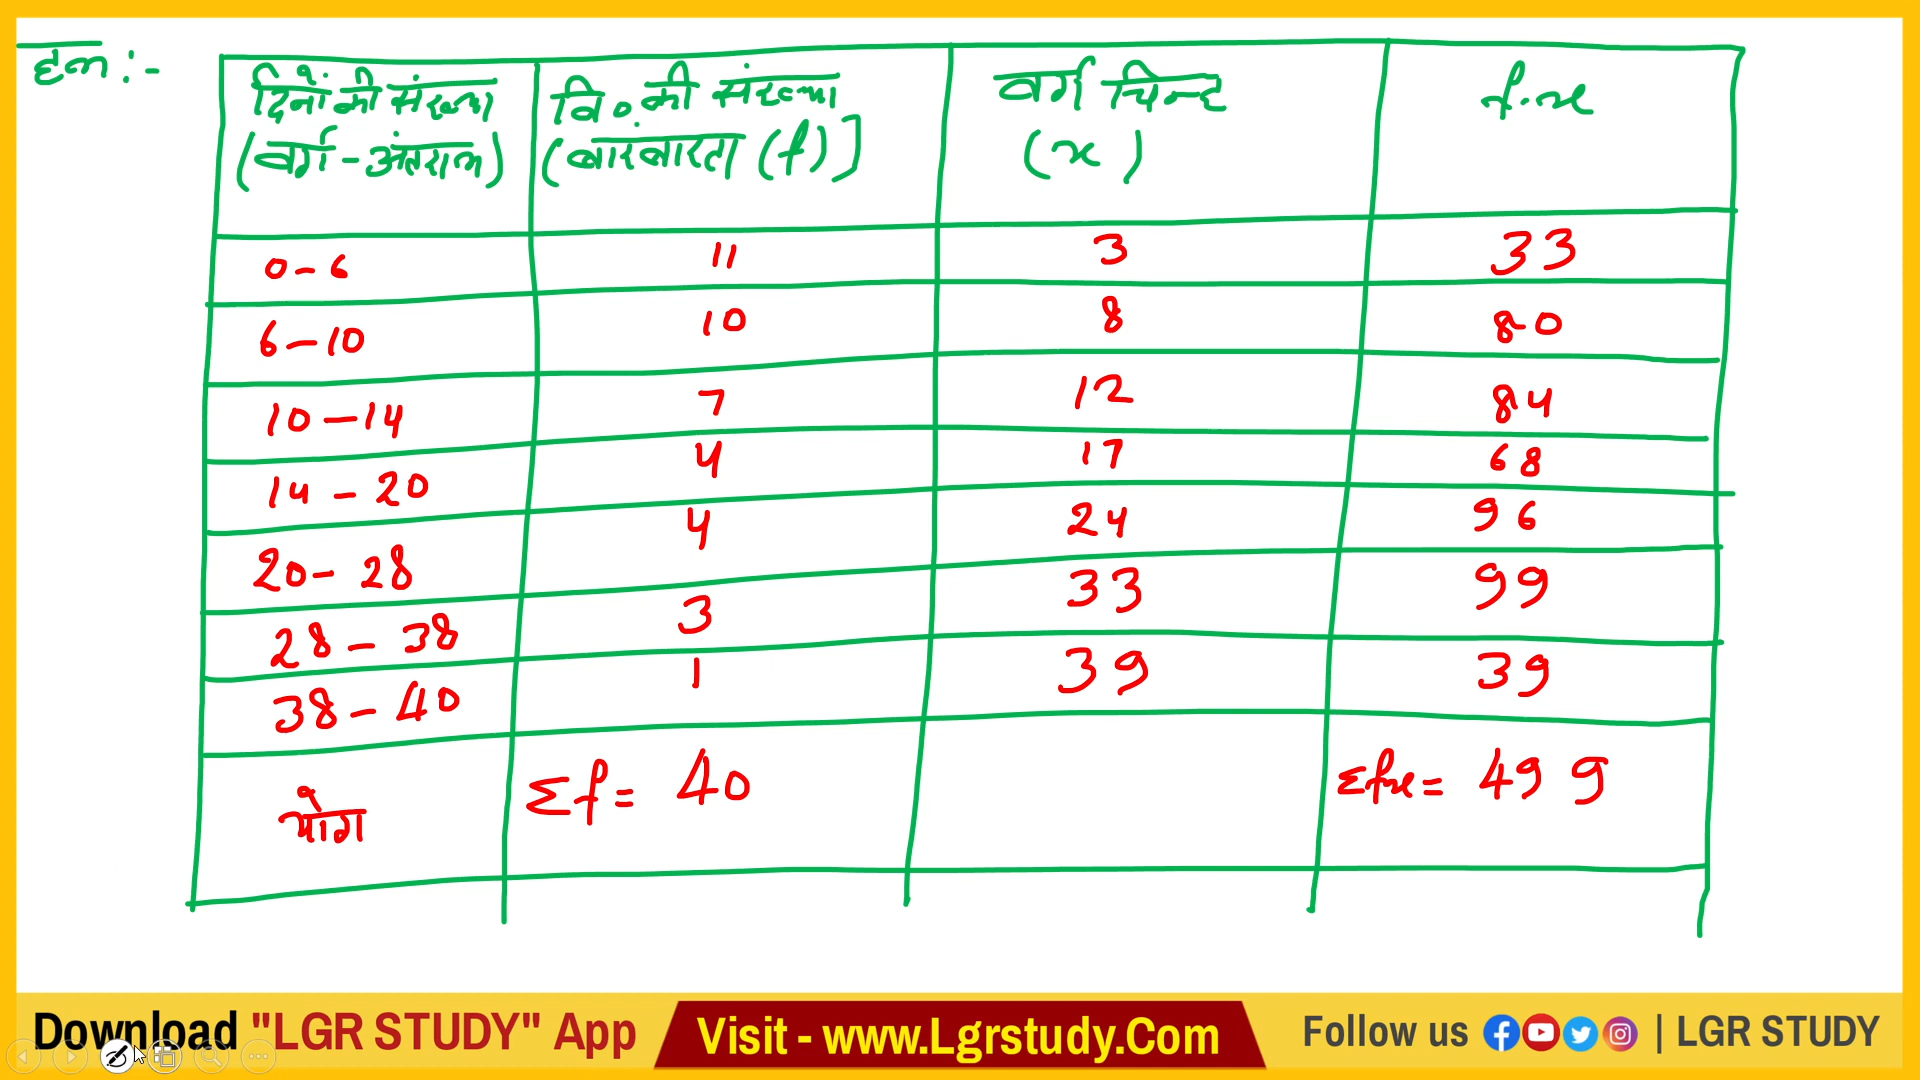 हल :-
दिनों की संख्या (वर्ग - अंतराल) वि० की संख्या (बारंबारता (f)] वर्ग चिन्ह (x) f.x
0-6 11 3 33
6-10 10 8 80
10-14 7 12 84
14-20 4 17 68
20-28 4 24 96
28-38 3 33 99
38-40 1 39 39
योग Σf = 40 Σfx = 499
Download "LGR STUDY" App Visit - www.Lgrstudy.Com Follow us | LGR STUDY